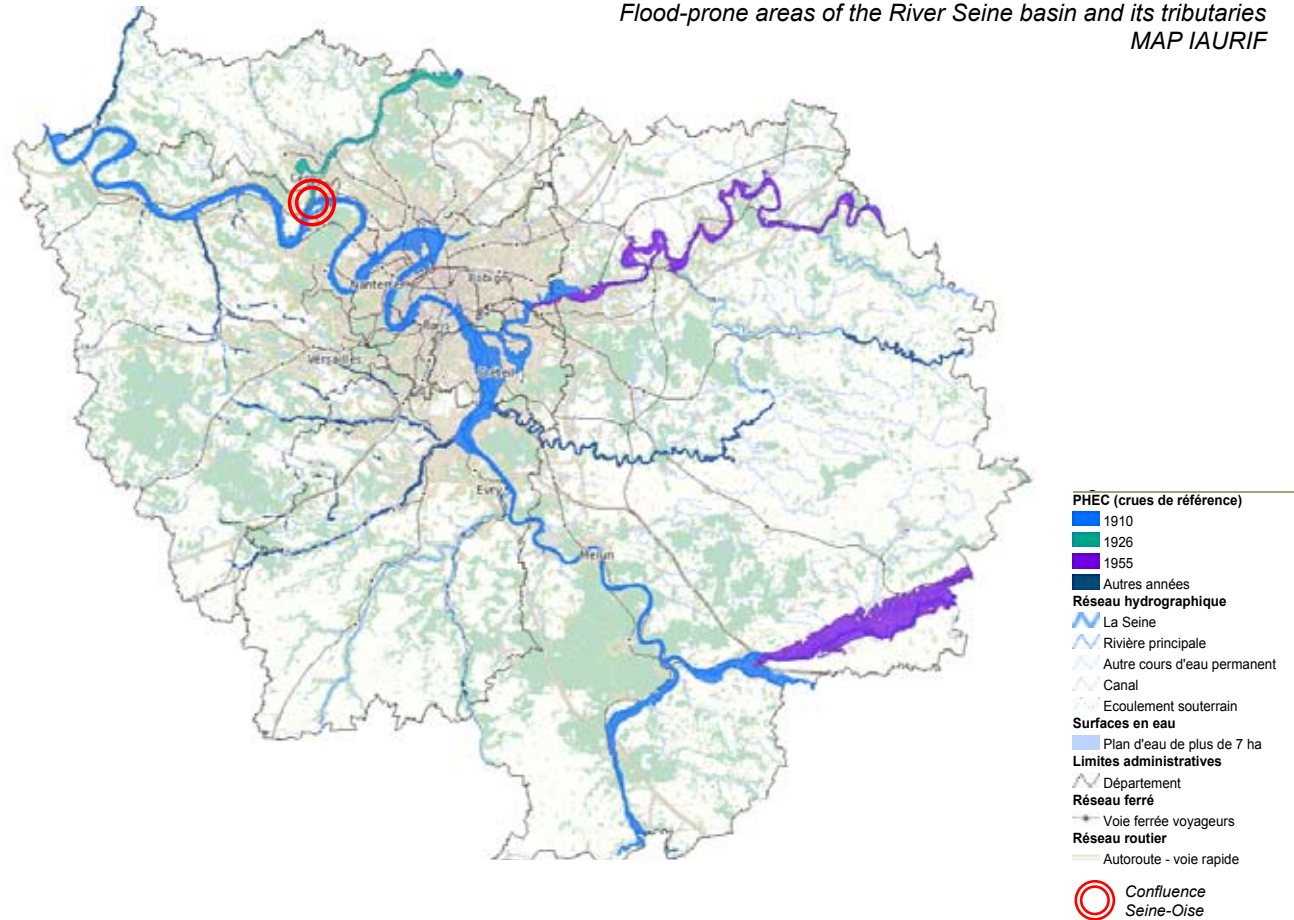 Flood-prone areas of the River Seine basin and its tributaries
MAP IAURIF
Nanterre
Bobigny
Paris
Versailles
Créteil
Evry
Melun
PHEC (crues de référence)
1910
1926
1955
Autres années
Réseau hydrographique
La Seine
Rivière principale
Autre cours d'eau permanent
Canal
Ecoulement souterrain
Surfaces en eau
Plan d'eau de plus de 7 ha
Limites administratives
Département
Réseau ferré
Voie ferrée voyageurs
Réseau routier
Autoroute - voie rapide
Confluence
Seine-Oise